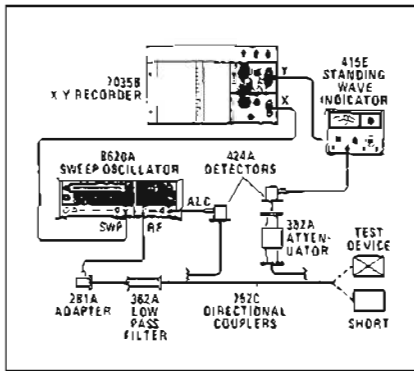 7035B
X Y RECORDER
Y
X
415E
STANDING
WAVE
INDICATOR
8620A
SWEEP OSCILLATOR
424A
DETECTORS
ALC
SWP
RF
382A
ATTEN-
UATOR
TEST
DEVICE
281A
ADAPTER
362A
LOW
PASS
FILTER
752C
DIRECTIONAL
COUPLERS
SHORT